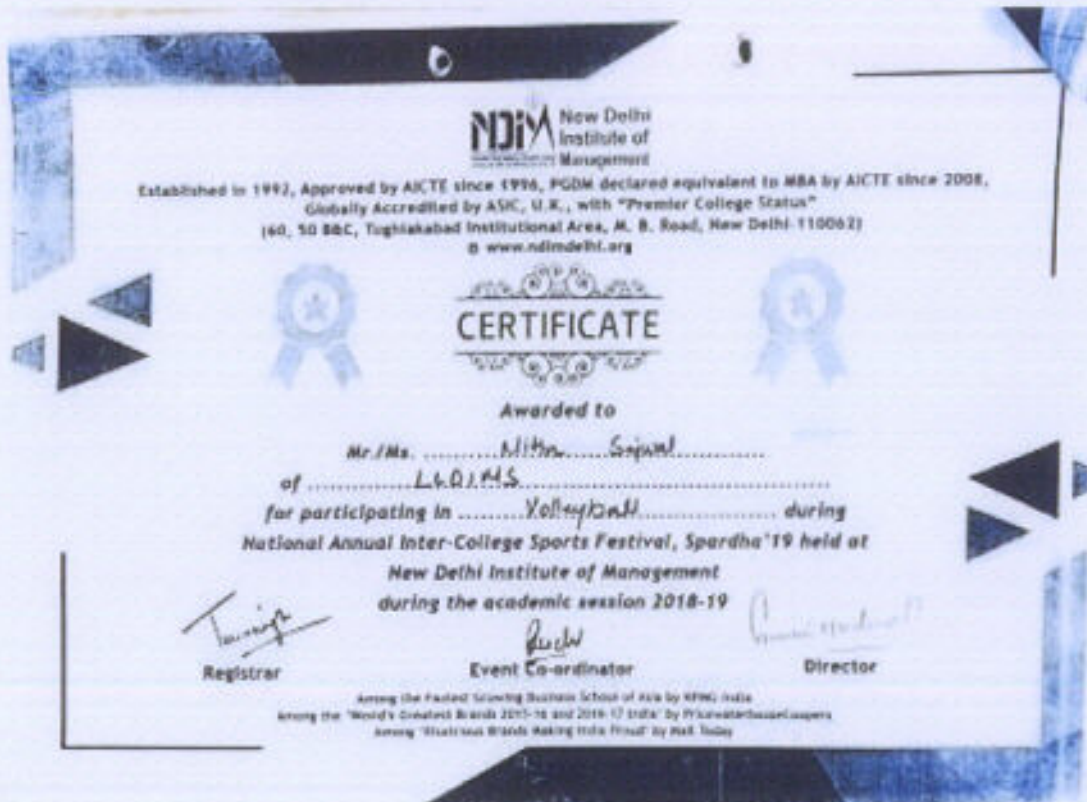 NDIM New Delhi
Institute of
Management
Established in 1992, Approved by AICTE since 1996, PGDM declared equivalent to MBA by AICTE since 2008,
Globally Accredited by ASIC, U.K., with "Premier College Status"
(60, 50 B&C, Tughlakabad Institutional Area, M. B. Road, New Delhi-110062)
www.ndimdelhi.org
CERTIFICATE
Awarded to
Mr./Ms. Nitin
of
for participating in Volleyball during
National Annual Inter-College Sports Festival, Spardha'19 held at
New Delhi Institute of Management
during the academic session 2018-19
Registrar
Event Co-ordinator
Director
Among the Fastest Growing Business School of Asia by KPMG India
Among the "World's Greatest Brands 2015-16 and 2016-17 India" by PricewaterhouseCoopers
Among "Illustrious Brands Making India Proud" by Mail Today